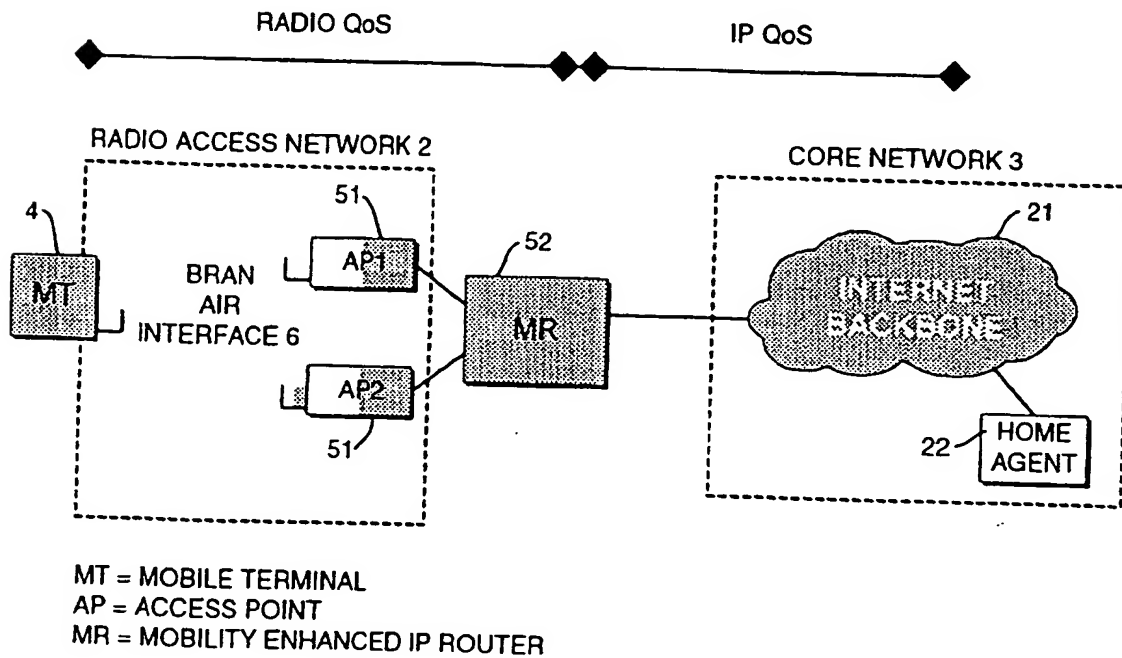 RADIO QoS
IP QoS
RADIO ACCESS NETWORK 2
CORE NETWORK 3
4
51
52
21
MT
BRAN
AIR
INTERFACE 6
AP1
MR
INTERNET
BACKBONE
AP2
51
22
HOME
AGENT
MT = MOBILE TERMINAL
AP = ACCESS POINT
MR = MOBILITY ENHANCED IP ROUTER